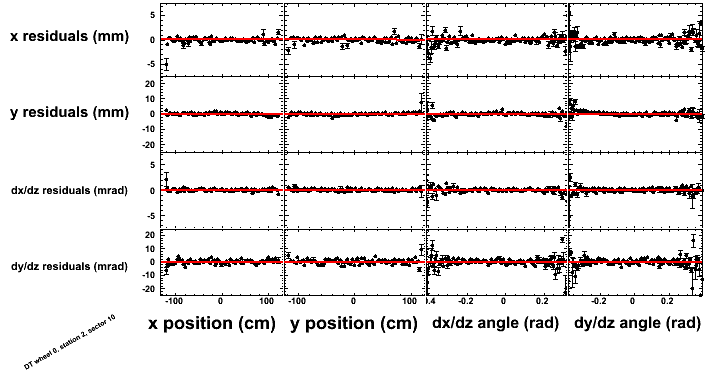 x residuals (mm)
5
0
-5
y residuals (mm)
20
10
0
-10
-20
dx/dz residuals (mrad)
5
0
-5
dy/dz residuals (mrad)
20
10
0
-10
-20
-100 0 100 -100 0 100 -0.2 0 0.2 -0.2 0 0.2
x position (cm) y position (cm) dx/dz angle (rad) dy/dz angle (rad)
DT wheel 0, station 2, sector 10